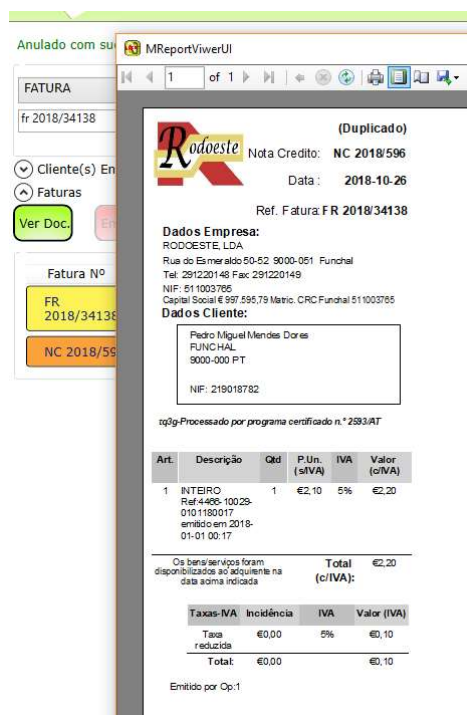 Anulado com su
MReportViwerUI
1 of 1
FATURA
fr 2018/34138
Cliente(s) En
Faturas
Ver Doc.
Fatura Nº
FR
2018/34138
NC 2018/59
Rodoeste
(Duplicado)
Nota Credito: NC 2018/596
Data : 2018-10-26
Ref. Fatura: FR 2018/34138
Dados Empresa:
RODOESTE, LDA
Rua do Esmeraldo 50-52 9000-051 Funchal
Tel: 291220148 Fax: 291220149
NIF: 511003765
Capital Social € 997.595,79 Matric. CRC Funchal 511003765
Dados Cliente:
Pedro Miguel Mendes Dores
FUNCHAL
9000-000 PT
NIF: 219018782
tq3g-Processado por programa certificado n.º 2593/AT
Art. Descrição Qtd P.Un. (s/IVA) IVA Valor (c/IVA)
1 INTEIRO 1 €2,10 5% €2,20
Ref:4466-10029-
0101180017
emitido em 2018-
01-01 00:17
Os bens/serviços foram
disponibilizados ao adquirente na
data acima indicada
Total (c/IVA): €2,20
Taxas-IVA Incidência IVA Valor (IVA)
Taxa reduzida €0,00 5% €0,10
Total: €0,00 €0,10
Emitido por Op:1